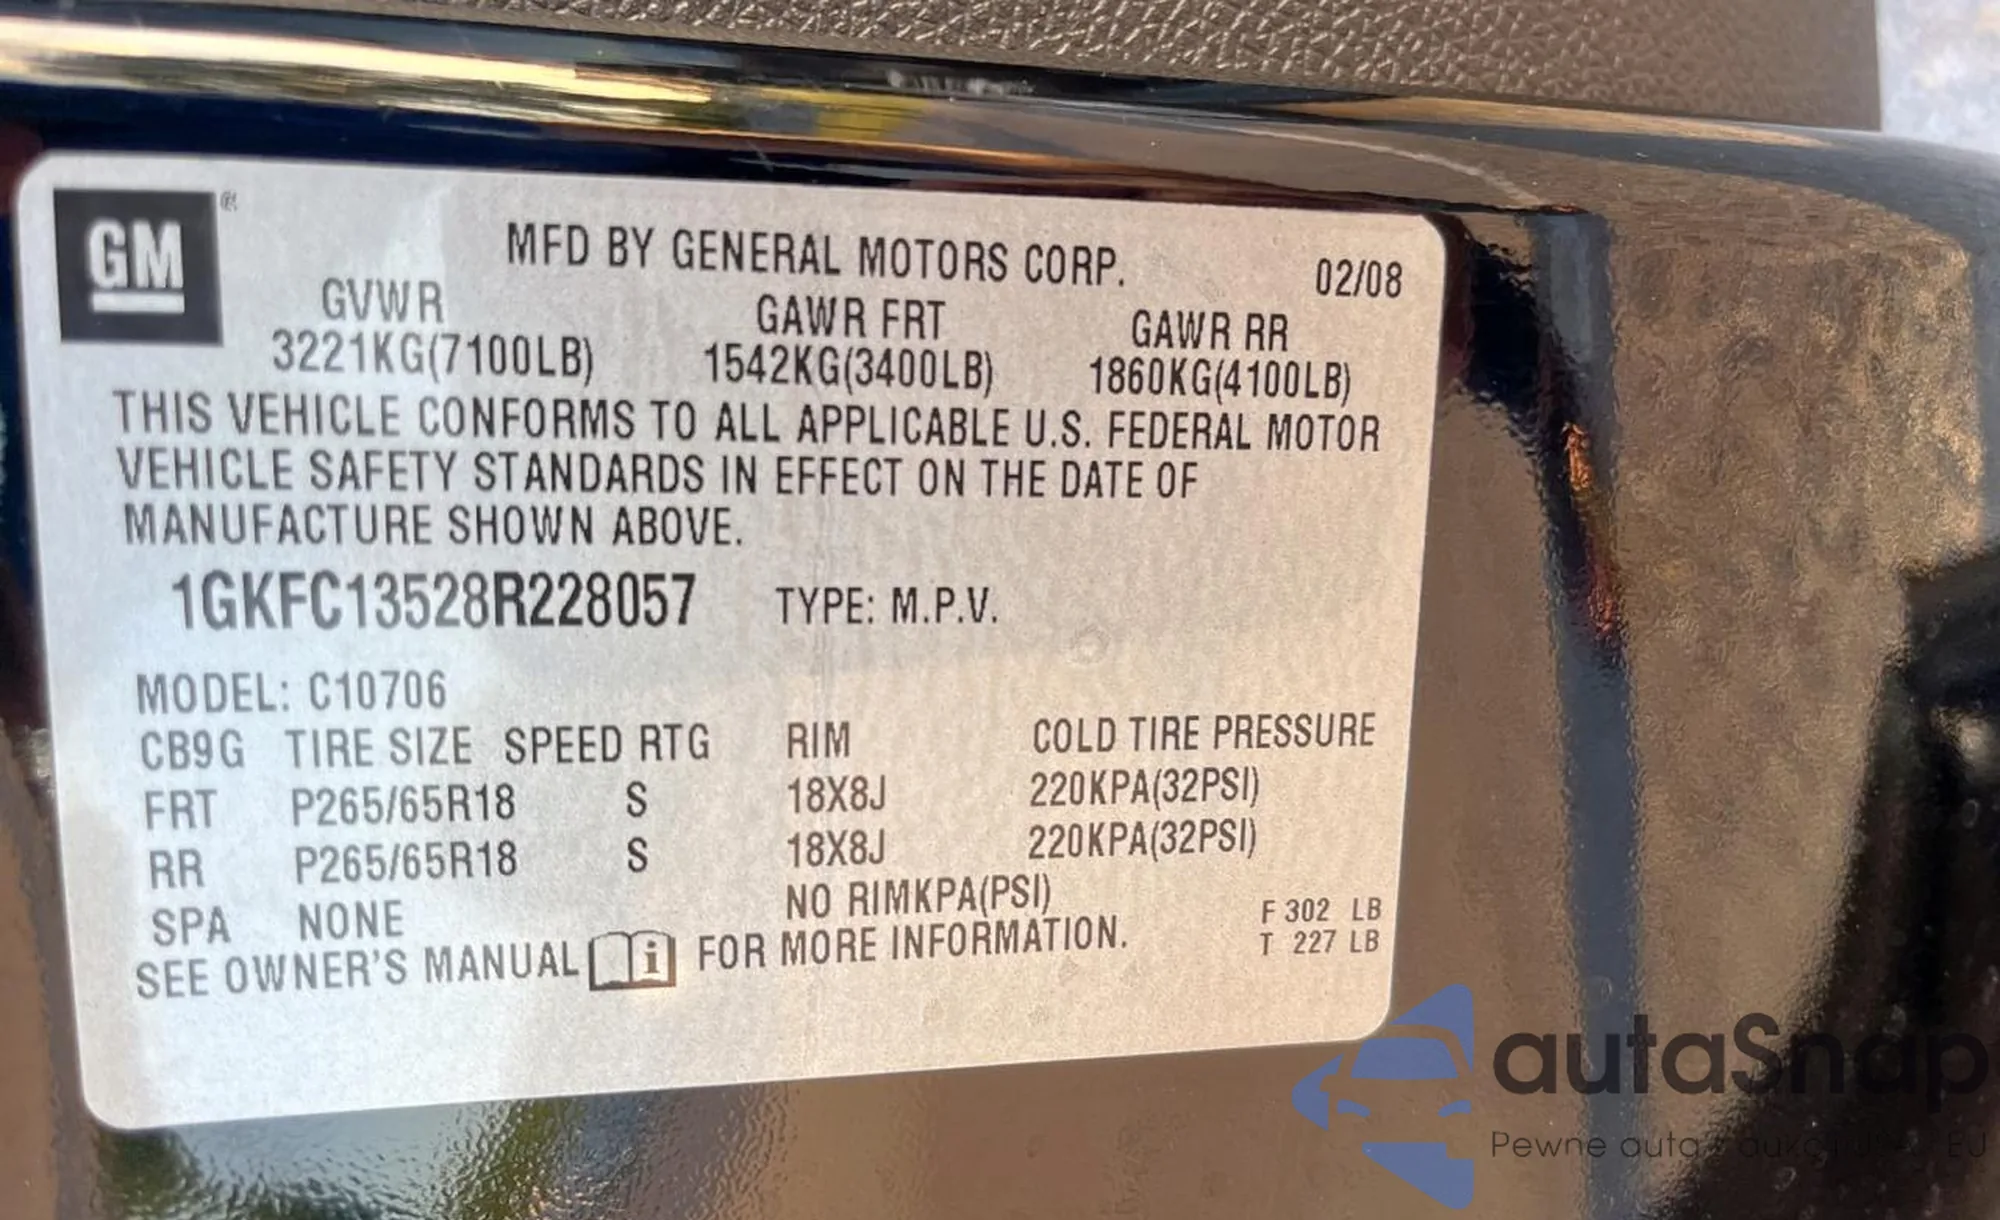 GM®
MFD BY GENERAL MOTORS CORP. 02/08
GVWR GAWR FRT GAWR RR
3221KG(7100LB) 1542KG(3400LB) 1860KG(4100LB)
THIS VEHICLE CONFORMS TO ALL APPLICABLE U.S. FEDERAL MOTOR
VEHICLE SAFETY STANDARDS IN EFFECT ON THE DATE OF
MANUFACTURE SHOWN ABOVE.
1GKFC13528R228057 TYPE: M.P.V.
MODEL: C10706
CB9G TIRE SIZE SPEED RTG RIM COLD TIRE PRESSURE
FRT P265/65R18 S 18X8J 220KPA(32PSI)
RR P265/65R18 S 18X8J 220KPA(32PSI)
SPA NONE NO RIMKPA(PSI)
SEE OWNER'S MANUAL i FOR MORE INFORMATION.
F 302 LB
T 227 LB
autaSnap
Pewne auta